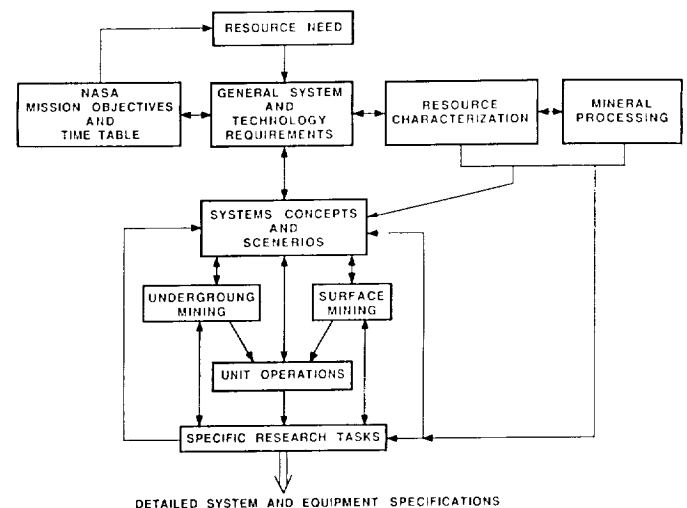 RESOURCE NEED
NASA
MISSION OBJECTIVES
AND
TIME TABLE
GENERAL SYSTEM
AND
TECHNOLOGY
REQUIREMENTS
RESOURCE
CHARACTERIZATION
MINERAL
PROCESSING
SYSTEMS CONCEPTS
AND
SCENERIOS
UNDERGROUNG
MINING
SURFACE
MINING
UNIT OPERATIONS
SPECIFIC RESEARCH TASKS
DETAILED SYSTEM AND EQUIPMENT SPECIFICATIONS